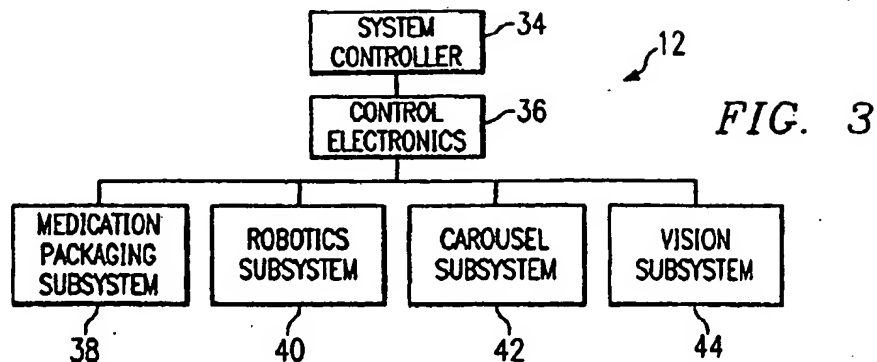 SYSTEM
CONTROLLER
34
12
CONTROL
ELECTRONICS
36
FIG. 3
MEDICATION
PACKAGING
SUBSYSTEM
ROBOTICS
SUBSYSTEM
CAROUSEL
SUBSYSTEM
VISION
SUBSYSTEM
38
40
42
44